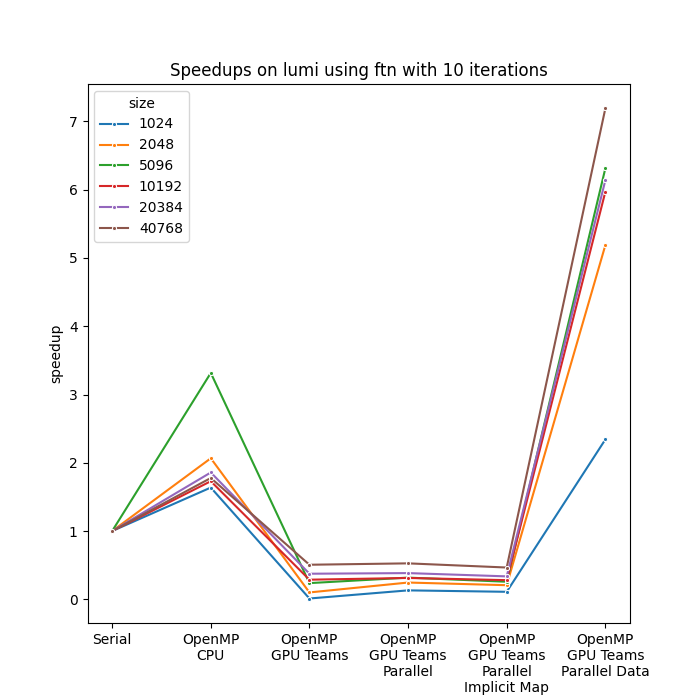 Speedups on lumi using ftn with 10 iterations
size
1024
2048
5096
10192
20384
40768
speedup
7
6
5
4
3
2
1
0
Serial
OpenMP
CPU
OpenMP
GPU Teams
OpenMP
GPU Teams
Parallel
OpenMP
GPU Teams
Parallel
Implicit Map
OpenMP
GPU Teams
Parallel Data